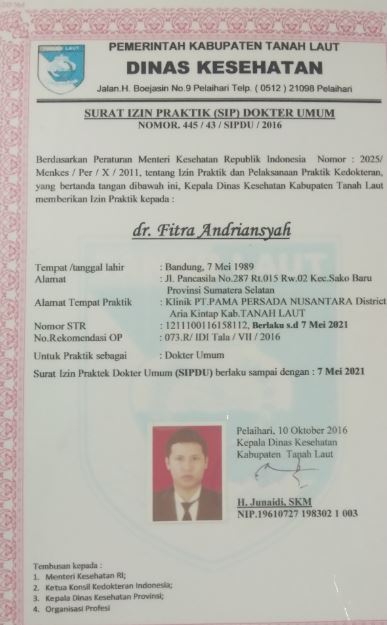 PEMERINTAH KABUPATEN TANAH LAUT
DINAS KESEHATAN
Jalan.H. Boejasin No.9 Pelaihari Telp. ( 0512 ) 21098 Pelaihari
SURAT IZIN PRAKTIK (SIP) DOKTER UMUM
NOMOR. 445 / 43 / SIPDU / 2016
Berdasarkan Peraturan Menteri Kesehatan Republik Indonesia Nomor : 2025/
Menkes / Per / X / 2011, tentang Izin Praktik dan Pelaksanaan Praktik Kedokteran,
yang bertanda tangan dibawah ini, Kepala Dinas Kesehatan Kabupaten Tanah Laut
memberikan Izin Praktik kepada :
dr. Fitra Andriansyah
Tempat /tanggal lahir : Bandung, 7 Mei 1989
Alamat : Jl. Pancasila No.287 Rt.015 Rw.02 Kec.Sako Baru
Provinsi Sumatera Selatan
Alamat Tempat Praktik : Klinik PT.PAMA PERSADA NUSANTARA District
Aria Kintap Kab.TANAH LAUT
Nomor STR : 1211100116158112, Berlaku s.d 7 Mei 2021
No.Rekomendasi OP : 073.R/ IDI Tala / VII / 2016
Untuk Praktik sebagai : Dokter Umum
Surat Izin Praktek Dokter Umum (SIPDU) berlaku sampai dengan : 7 Mei 2021
Pelaihari, 10 Oktober 2016
Kepala Dinas Kesehatan
Kabupaten Tanah Laut
H. Junaidi, SKM
NIP.19610727 198302 1 003
Tembusan kepada :
1. Menteri Kesehatan RI;
2. Ketua Konsil Kedokteran Indonesia;
3. Kepala Dinas Kesehatan Provinsi;
4. Organisasi Profesi